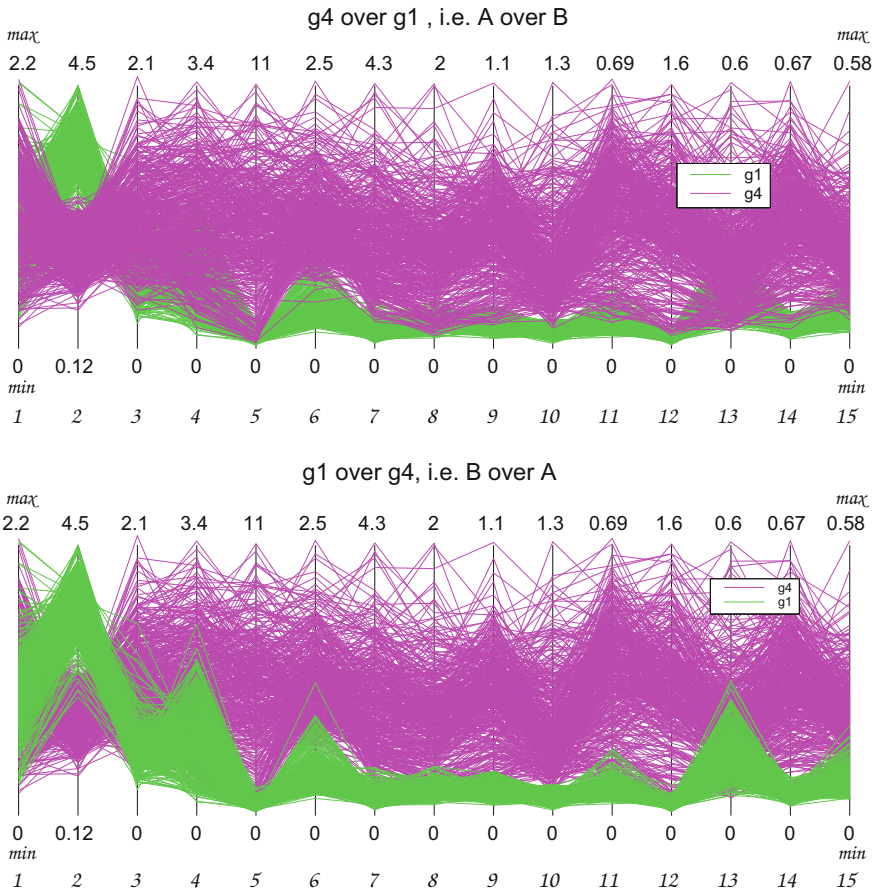 g4 over g1 , i.e. A over B
max max
2.2 4.5 2.1 3.4 11 2.5 4.3 2 1.1 1.3 0.69 1.6 0.6 0.67 0.58
g1
g4
0 0.12 0 0 0 0 0 0 0 0 0 0 0 0 0
min min
1 2 3 4 5 6 7 8 9 10 11 12 13 14 15
g1 over g4, i.e. B over A
max max
2.2 4.5 2.1 3.4 11 2.5 4.3 2 1.1 1.3 0.69 1.6 0.6 0.67 0.58
g4
g1
0 0.12 0 0 0 0 0 0 0 0 0 0 0 0 0
min min
1 2 3 4 5 6 7 8 9 10 11 12 13 14 15